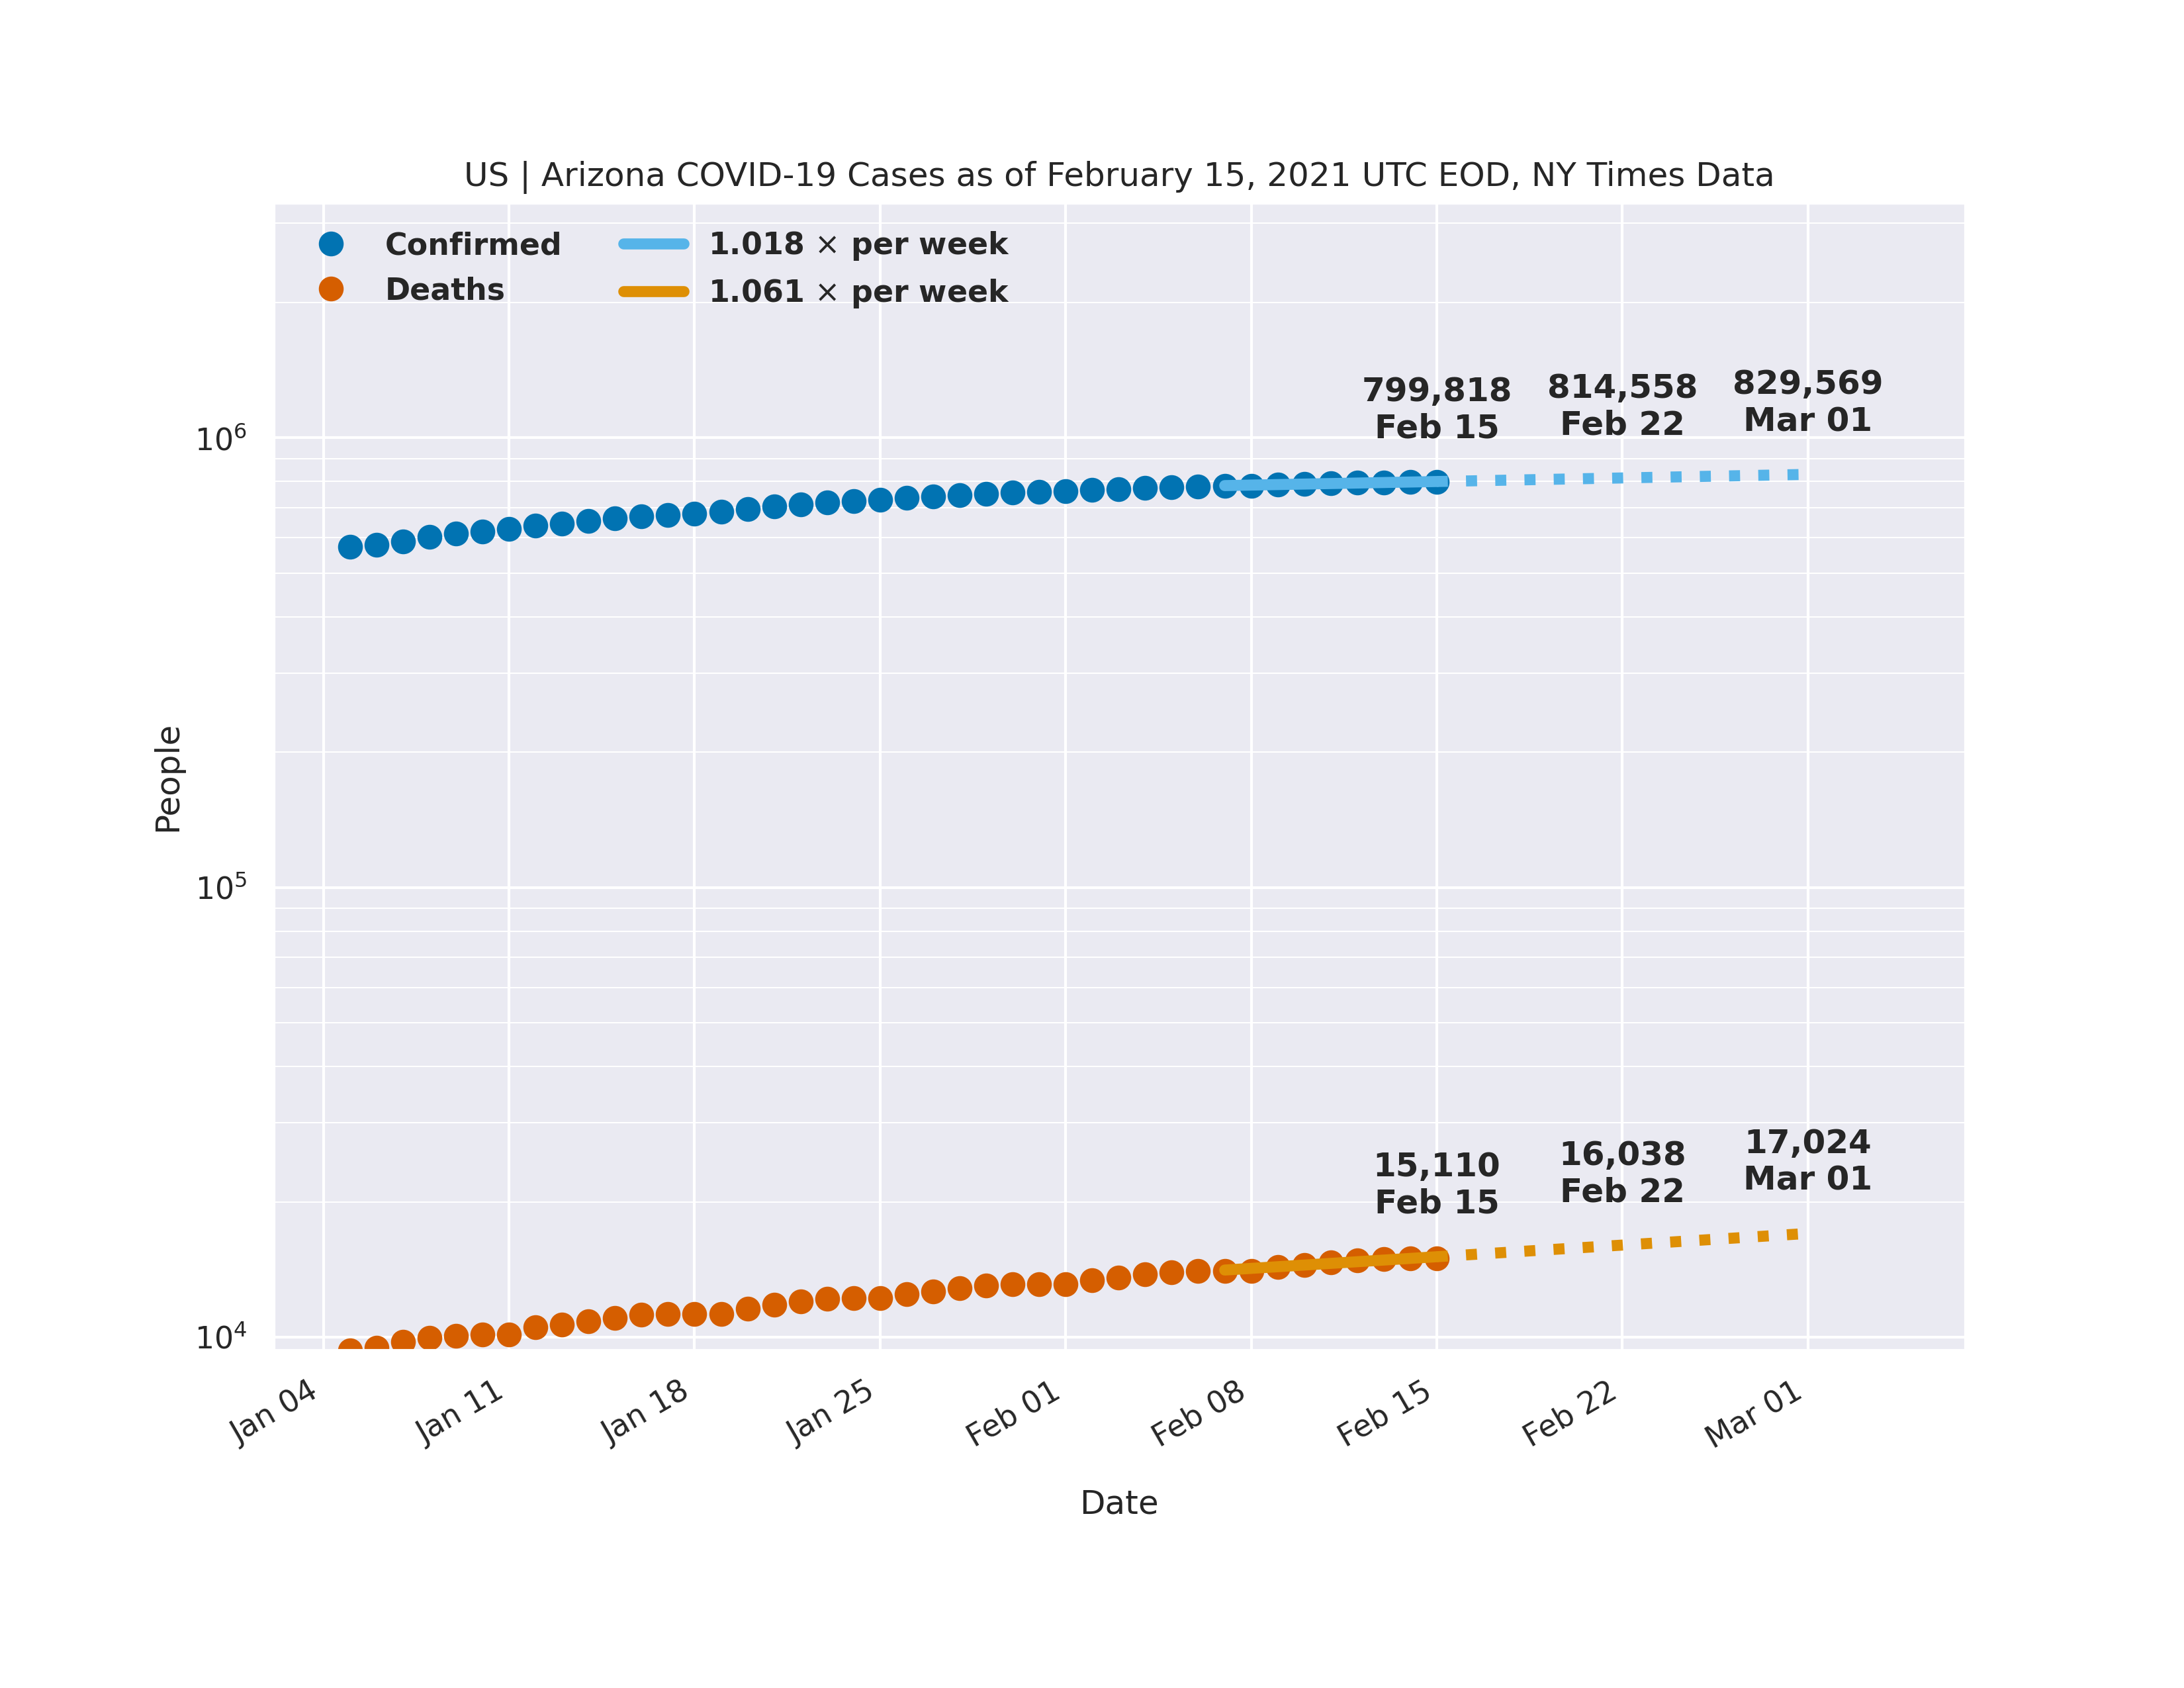 US | Arizona COVID-19 Cases as of February 15, 2021 UTC EOD, NY Times Data
Confirmed
Deaths
1.018 × per week
1.061 × per week
799,818
Feb 15
814,558
Feb 22
829,569
Mar 01
15,110
Feb 15
16,038
Feb 22
17,024
Mar 01
People
10⁶
10⁵
10⁴
Jan 04
Jan 11
Jan 18
Jan 25
Feb 01
Feb 08
Feb 15
Feb 22
Mar 01
Date